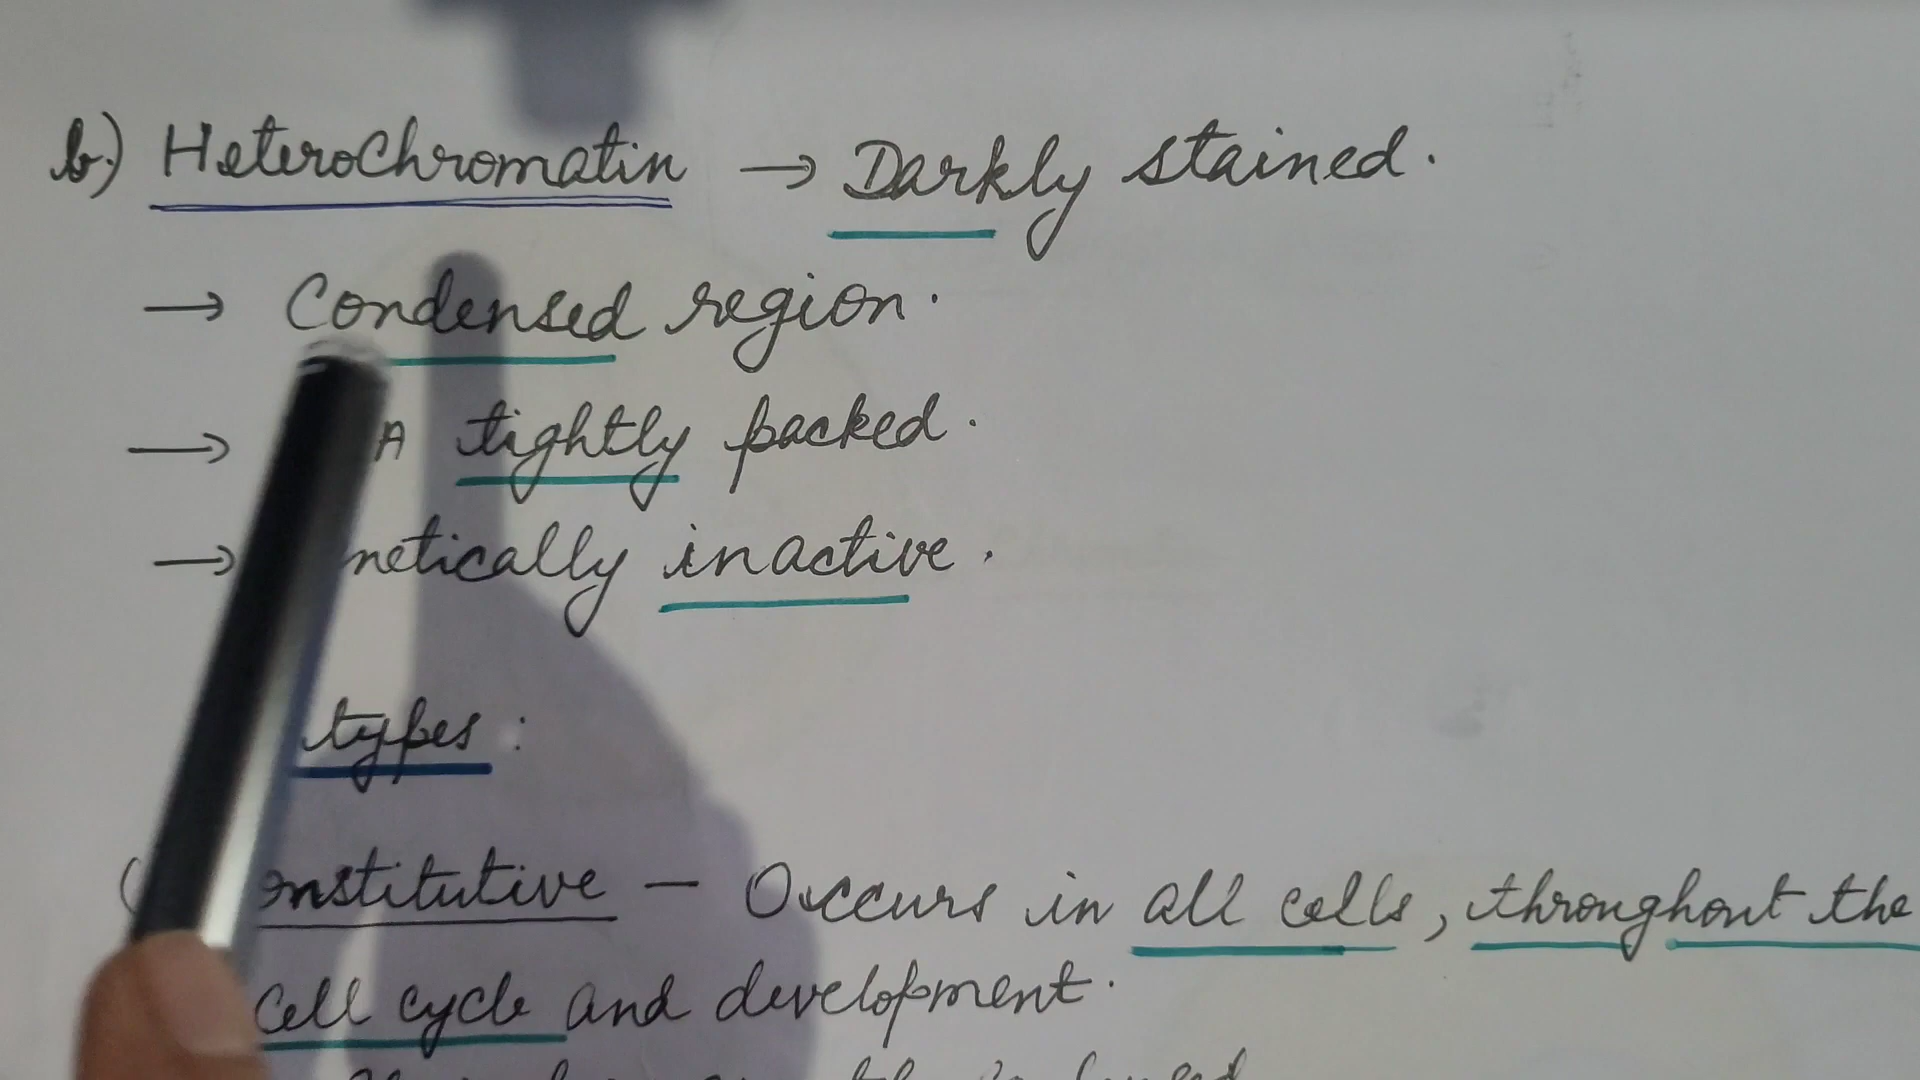 b.) Heterochromatin → Darkly stained.
→ Condensed region.
→ A tightly packed.
→ netically inactive.
types :
( onstitutive - Occurs in all cells, throughout the
cell cycle and development.